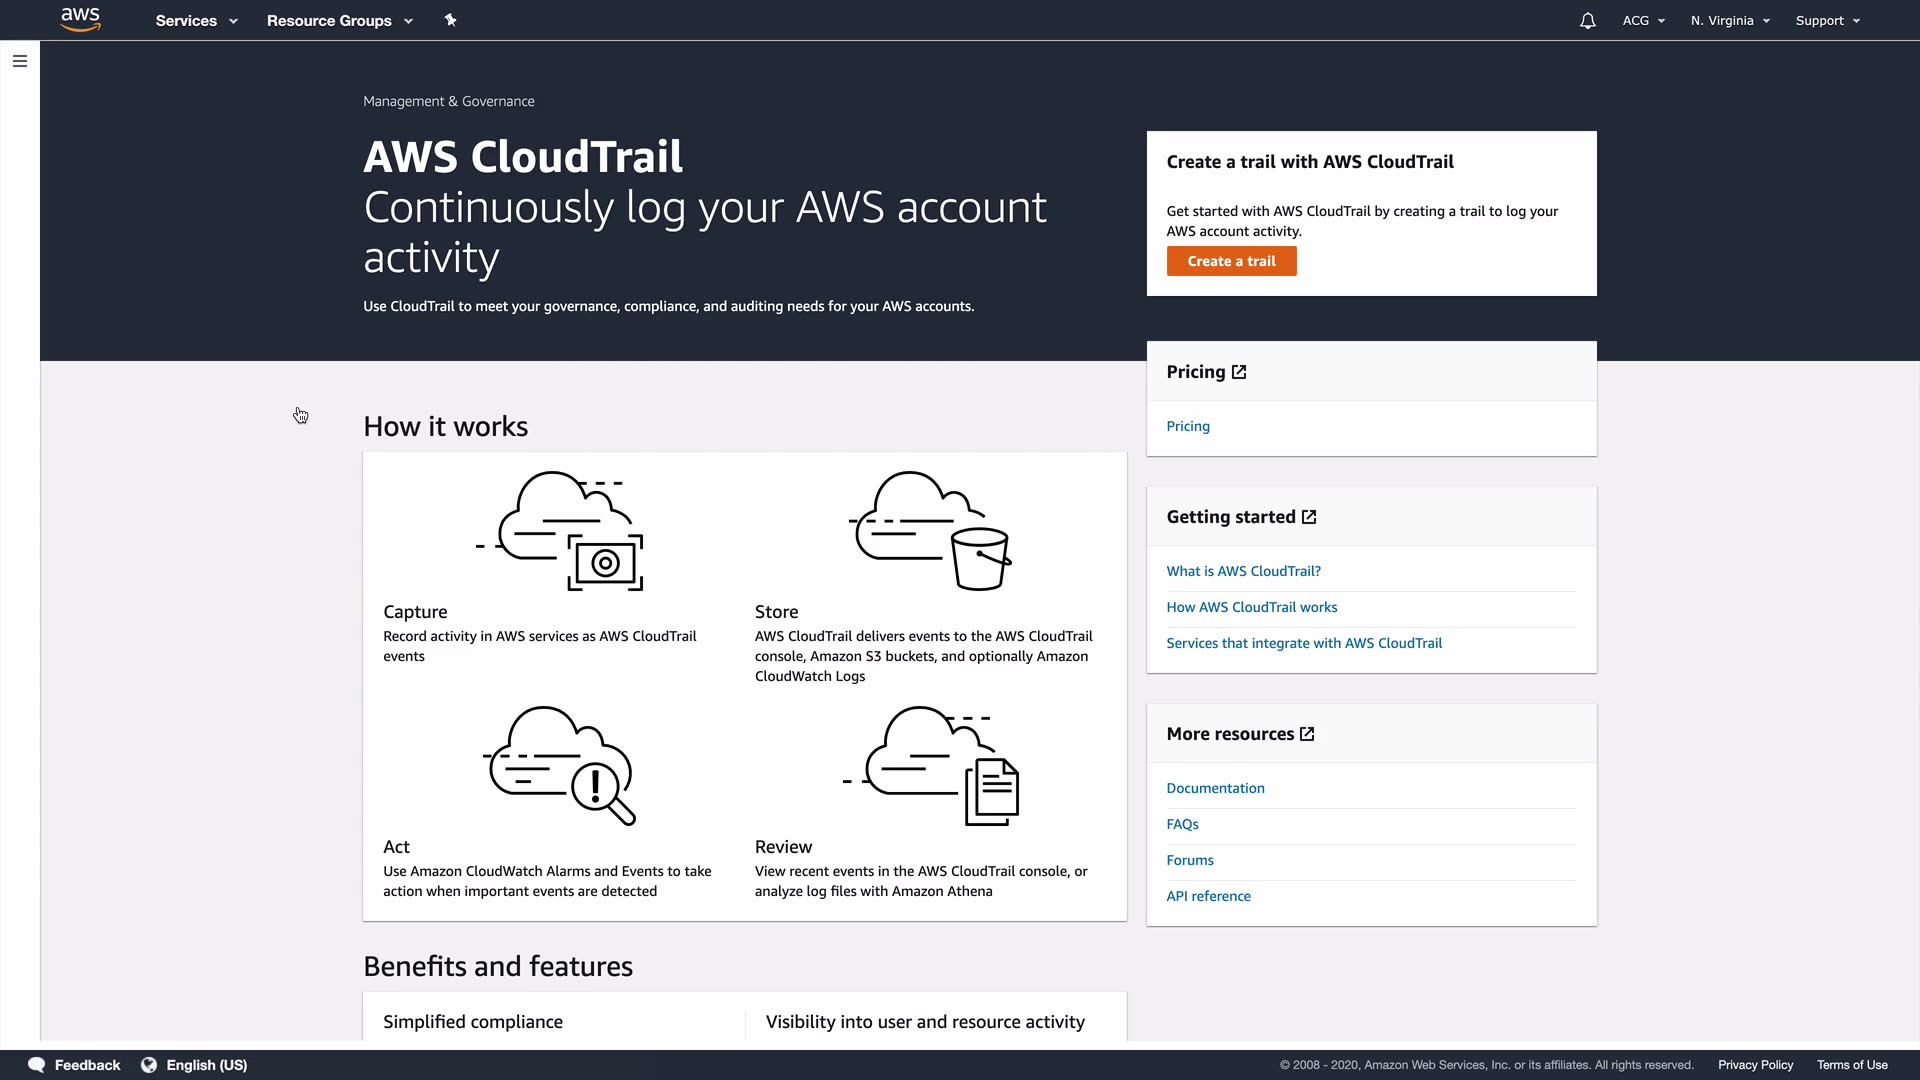 aws
Services
Resource Groups
ACG
N. Virginia
Support
Management & Governance
AWS CloudTrail
Continuously log your AWS account
activity
Use CloudTrail to meet your governance, compliance, and auditing needs for your AWS accounts.
Create a trail with AWS CloudTrail
Get started with AWS CloudTrail by creating a trail to log your
AWS account activity.
Create a trail
Pricing
Pricing
Getting started
What is AWS CloudTrail?
How AWS CloudTrail works
Services that integrate with AWS CloudTrail
More resources
Documentation
FAQs
Forums
API reference
How it works
Capture
Record activity in AWS services as AWS CloudTrail
events
Store
AWS CloudTrail delivers events to the AWS CloudTrail
console, Amazon S3 buckets, and optionally Amazon
CloudWatch Logs
Act
Use Amazon CloudWatch Alarms and Events to take
action when important events are detected
Review
View recent events in the AWS CloudTrail console, or
analyze log files with Amazon Athena
Benefits and features
Simplified compliance
Visibility into user and resource activity
Feedback
English (US)
© 2008 - 2020, Amazon Web Services, Inc. or its affiliates. All rights reserved.
Privacy Policy
Terms of Use